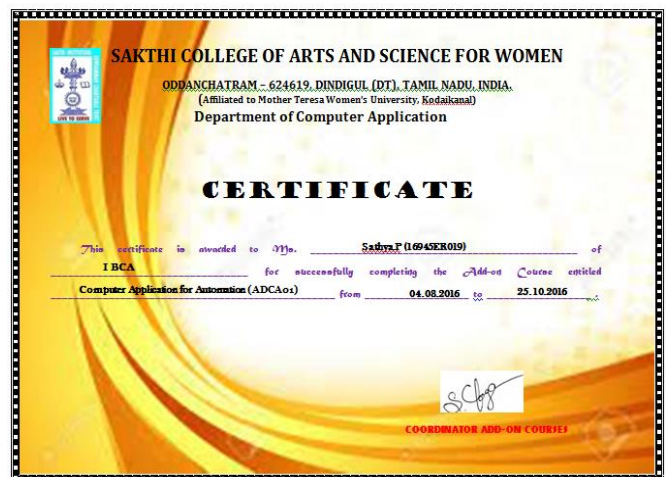 SAKTHI COLLEGE OF ARTS AND SCIENCE FOR WOMEN
ODDANCHATRAM – 624619, DINDIGUL (DT), TAMIL NADU, INDIA.
(Affiliated to Mother Teresa Women's University, Kodaikanal)
Department of Computer Application
LIVE TO SERVE
CERTIFICATE
This certificate is awarded to Ms. Sathya P (16945ER019) of
I BCA for successfully completing the Add-on Course entitled
Computer Application for Automation (ADCA01) from 04.08.2016 to 25.10.2016 .
COORDINATOR ADD-ON COURSES